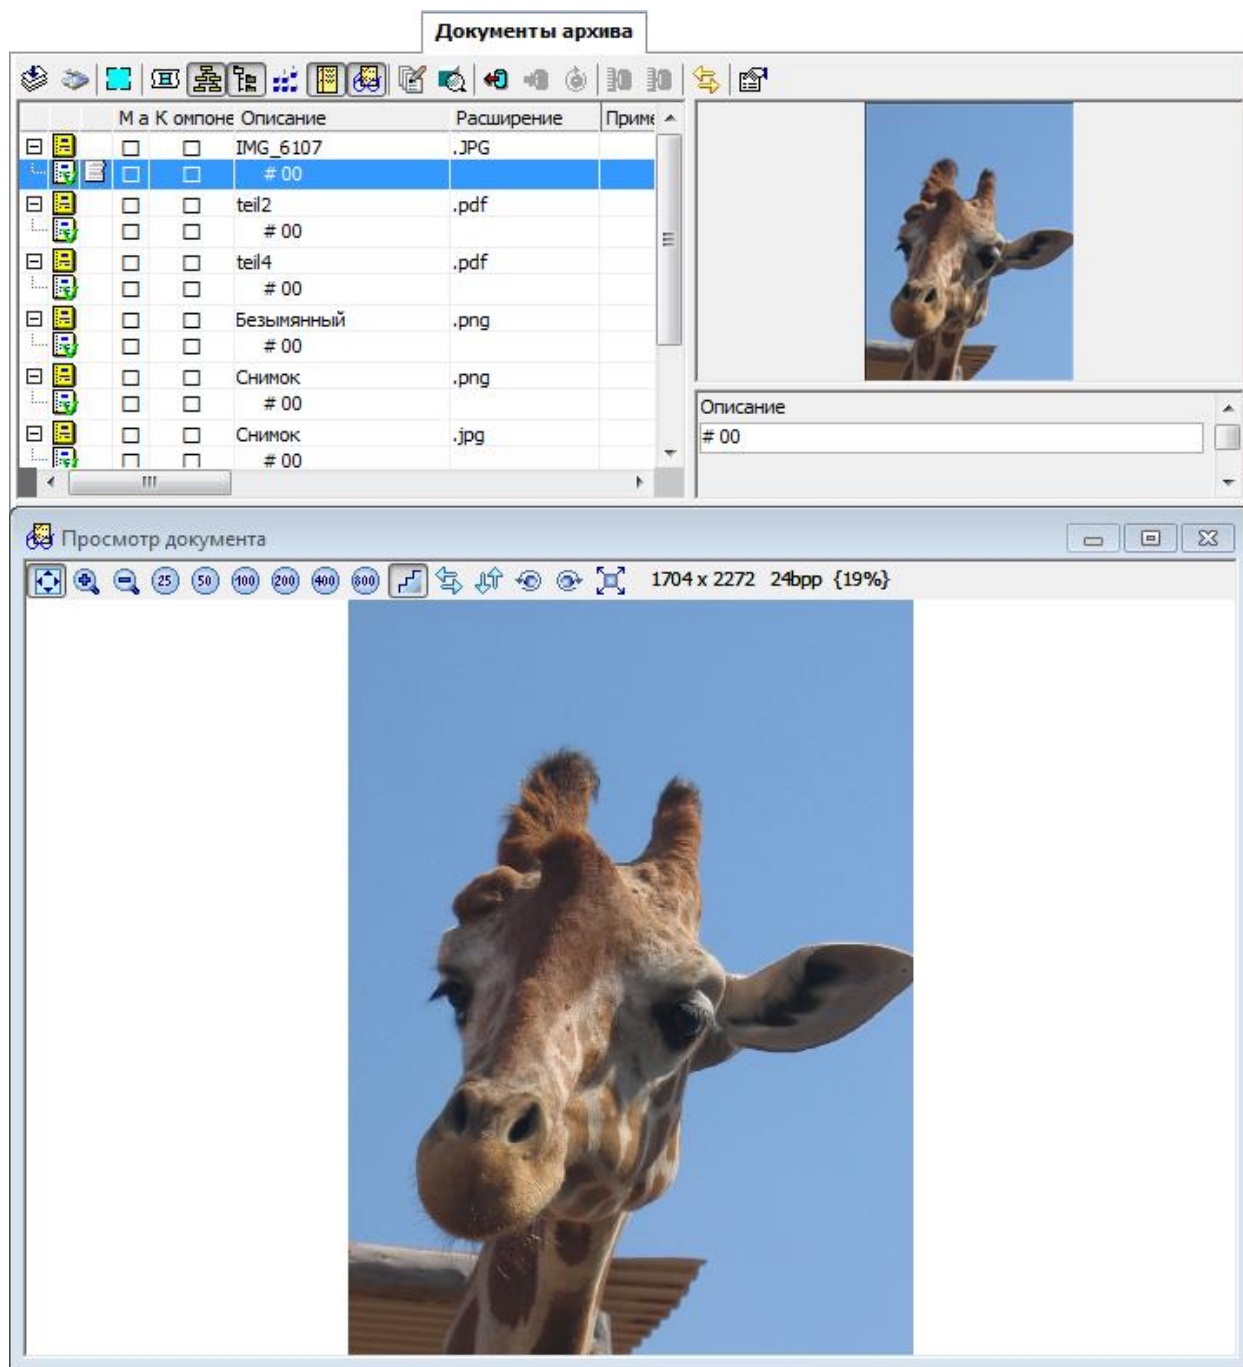 Документы архива
М а К омпоне Описание Расширение Приме
IMG_6107 .JPG
# 00
teil2 .pdf
# 00
teil4 .pdf
# 00
Безымянный .png
# 00
Снимок .png
# 00
Снимок .jpg
# 00
Описание
# 00
Просмотр документа
25 50 100 200 400 800 1704 x 2272 24bpp {19%}